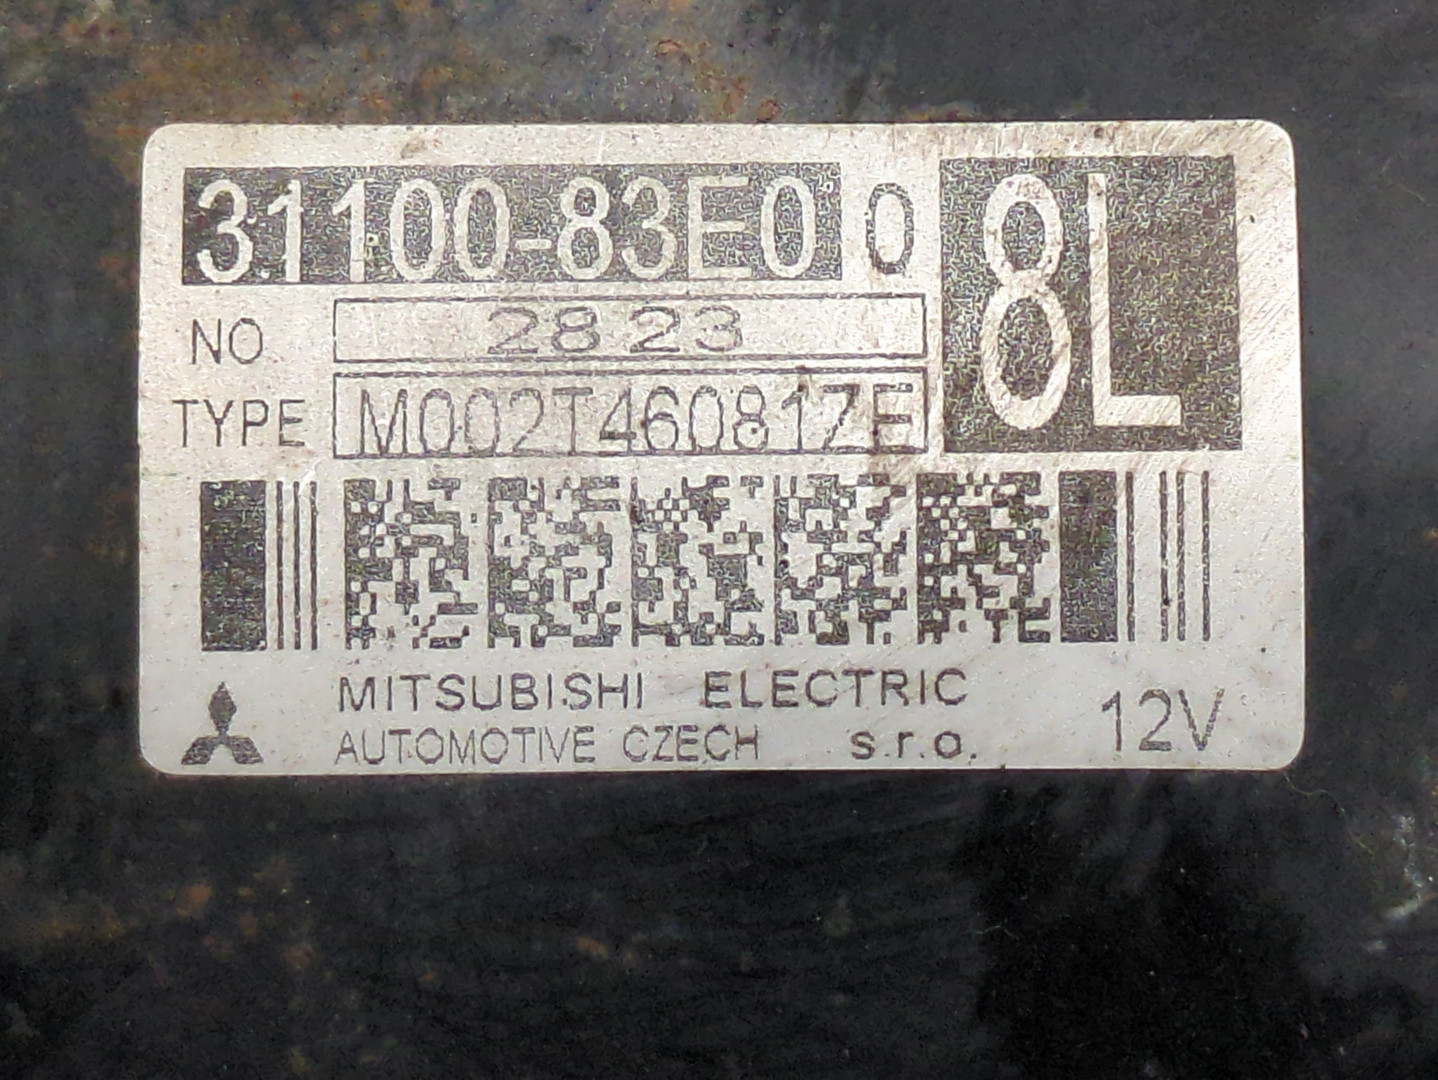 31100-83E0 0
8L
NO 2823
TYPE M002T46081ZE
MITSUBISHI ELECTRIC
AUTOMOTIVE CZECH s.r.o.
12V